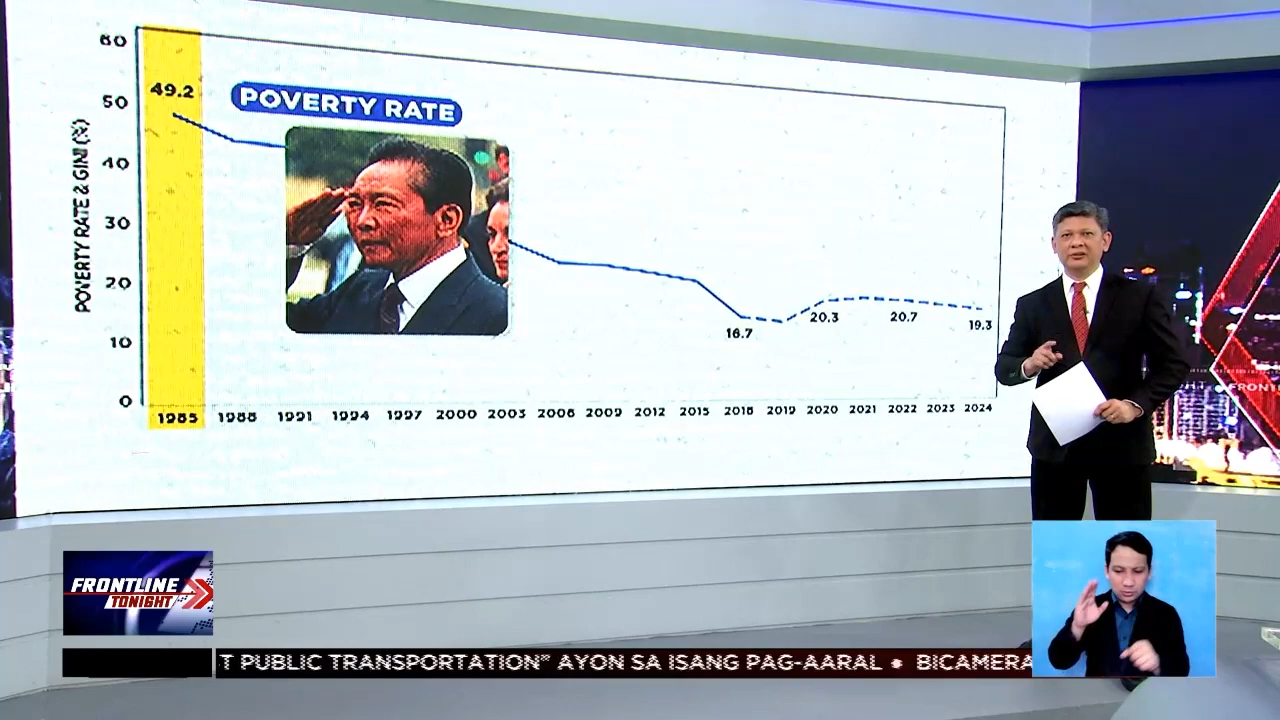 POVERTY RATE
POVERTY RATE & GINI (%)
60
50
40
30
20
10
0
49.2
16.7
20.3
20.7
19.3
1985 1988 1991 1994 1997 2000 2003 2006 2009 2012 2015 2018 2019 2020 2021 2022 2023 2024
FRONTLINE
TONIGHT
T PUBLIC TRANSPORTATION” AYON SA ISANG PAG-AARAL • BICAMERA